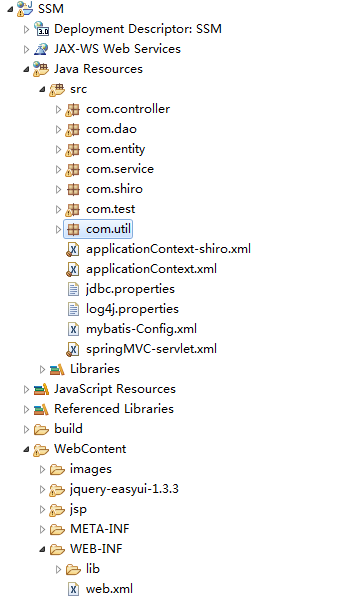 SSM
Deployment Descriptor: SSM
JAX-WS Web Services
Java Resources
src
com.controller
com.dao
com.entity
com.service
com.shiro
com.test
com.util
applicationContext-shiro.xml
applicationContext.xml
jdbc.properties
log4j.properties
mybatis-Config.xml
springMVC-servlet.xml
Libraries
JavaScript Resources
Referenced Libraries
build
WebContent
images
jquery-easyui-1.3.3
jsp
META-INF
WEB-INF
lib
web.xml